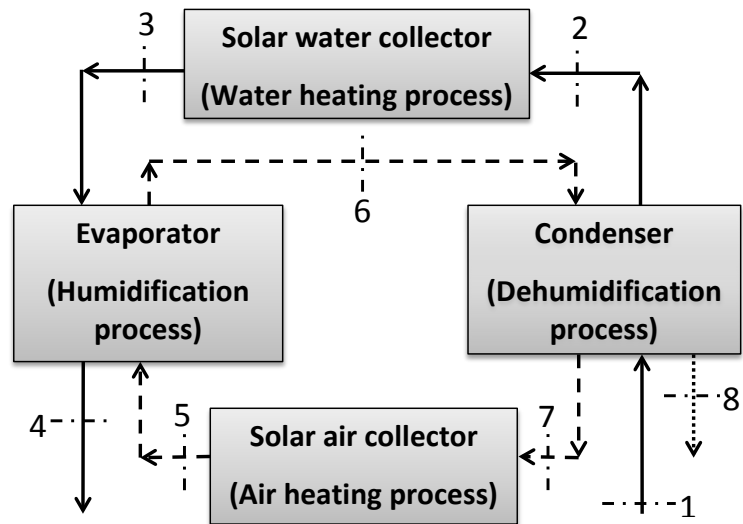 3
Solar water collector
(Water heating process)
2
6
Evaporator
(Humidification
process)
Condenser
(Dehumidification
process)
4
5
Solar air collector
(Air heating process)
7
8
1